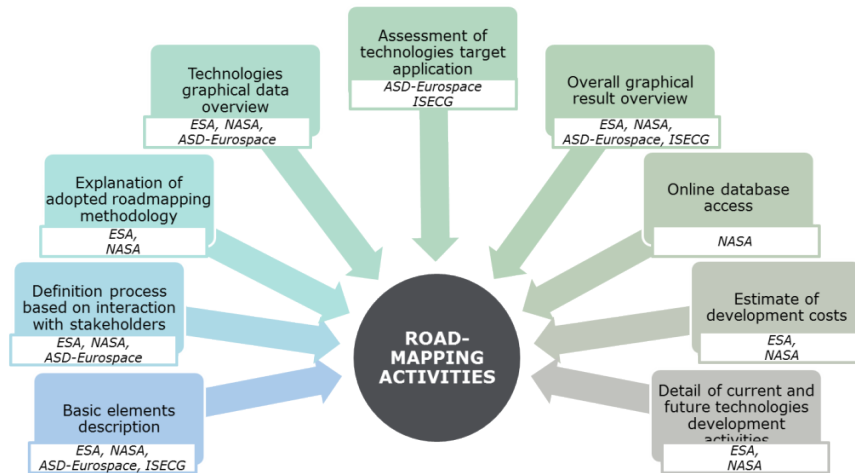 Assessment of
technologies target
application
ASD-Eurospace
ISECG
Technologies
graphical data
overview
ESA, NASA,
ASD-Eurospace
Overall graphical
result overview
ESA, NASA,
ASD-Eurospace, ISECG
Explanation of
adopted roadmapping
methodology
ESA,
NASA
Online database
access
NASA
Definition process
based on interaction
with stakeholders
ESA, NASA,
ASD-Eurospace
Estimate of
development costs
ESA,
NASA
Basic elements
description
ESA, NASA,
ASD-Eurospace, ISECG
Detail of current and
future technologies
development
activities
ESA,
NASA
ROAD-
MAPPING
ACTIVITIES